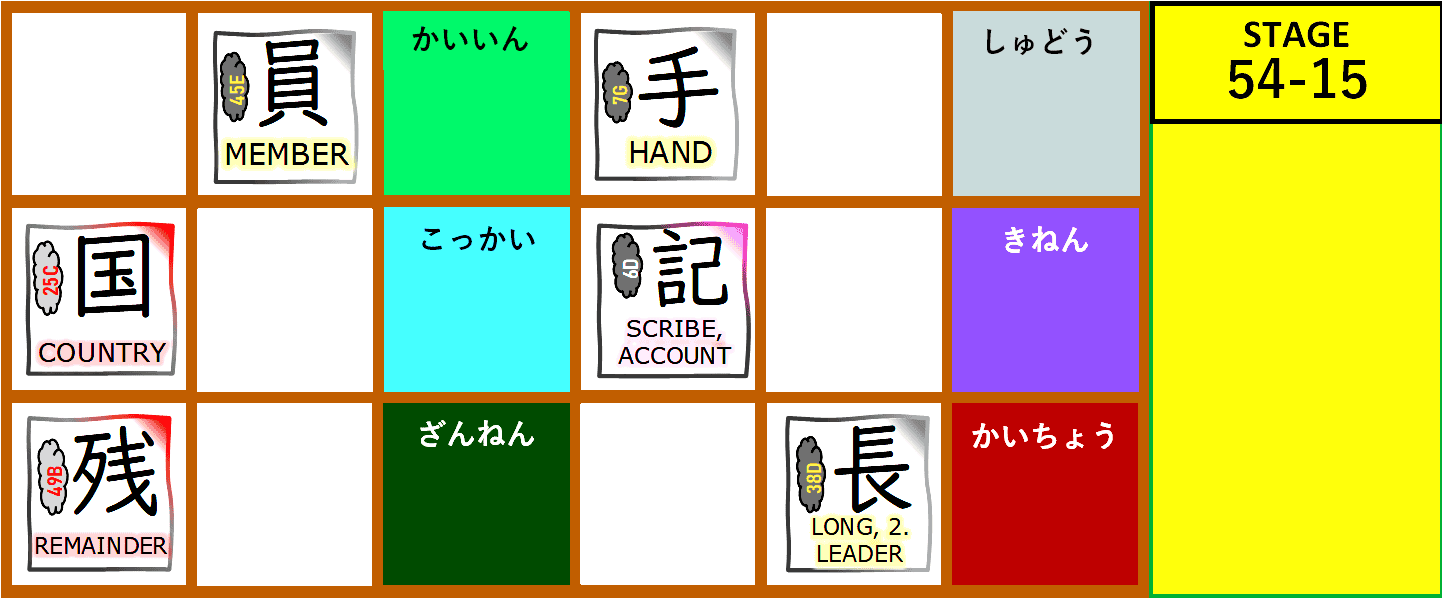 45E
員
MEMBER
かいいん
7G
手
HAND
しゅどう
STAGE
54-15
25C
国
COUNTRY
こっかい
6D
記
SCRIBE,
ACCOUNT
きねん
49B
残
REMAINDER
ざんねん
38D
長
LONG, 2.
LEADER
かいちょう